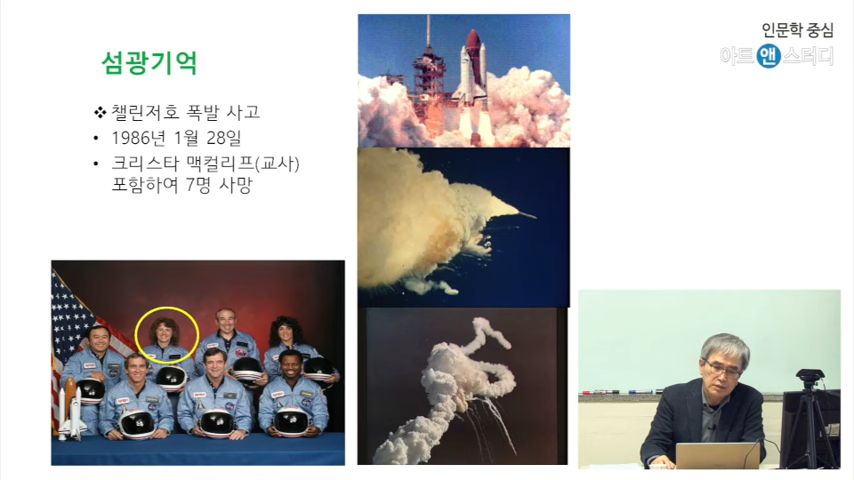 인문학 중심
아트앤스터디
섬광기억
❖ 챌린저호 폭발 사고
• 1986년 1월 28일
• 크리스타 맥컬리프(교사)
포함하여 7명 사망